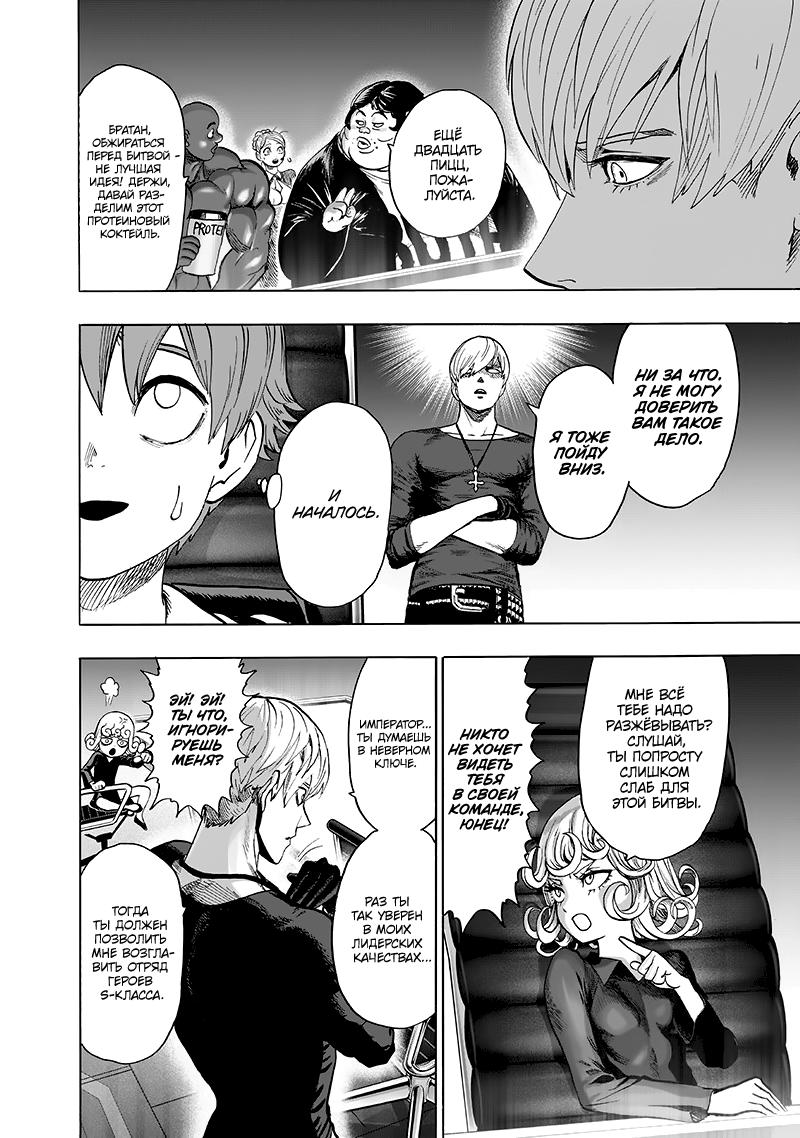 ЕЩЁ
ДВАДЦАТЬ
ПИЦЦ,
ПОЖА-
ЛУЙСТА.
БРАТАН,
ОБЖИРАТЬСЯ
ПЕРЕД БИТВОЙ -
НЕ ЛУЧШАЯ
ИДЕЯ! ДЕРЖИ,
ДАВАЙ РАЗ-
ДЕЛИМ ЭТОТ
ПРОТЕИНОВЫЙ
КОКТЕЙЛЬ.
PROTEI
НИ ЗА ЧТО.
Я НЕ МОГУ
ДОВЕРИТЬ
ВАМ ТАКОЕ
ДЕЛО.
Я ТОЖЕ
ПОЙДУ
ВНИЗ.
И
НАЧАЛОСЬ.
МНЕ ВСЁ
ТЕБЕ НАДО
РАЗЖЁВЫВАТЬ?
СЛУШАЙ,
ТЫ ПОПРОСТУ
СЛИШКОМ
СЛАБ ДЛЯ
ЭТОЙ БИТВЫ.
НИКТО
НЕ ХОЧЕТ
ВИДЕТЬ
ТЕБЯ
В СВОЕЙ
КОМАНДЕ,
ЮНЕЦ!
ИМПЕРАТОР...
ТЫ ДУМАЕШЬ
В НЕВЕРНОМ
КЛЮЧЕ.
ЭЙ! ЭЙ!
ТЫ ЧТО,
ИГНОРИ-
РУЕШЬ
МЕНЯ?
РАЗ ТЫ
ТАК УВЕРЕН
В МОИХ
ЛИДЕРСКИХ
КАЧЕСТВАХ...
ТОГДА
ТЫ ДОЛЖЕН
ПОЗВОЛИТЬ
МНЕ ВОЗГЛА-
ВИТЬ ОТРЯД
ГЕРОЕВ
S-КЛАССА.